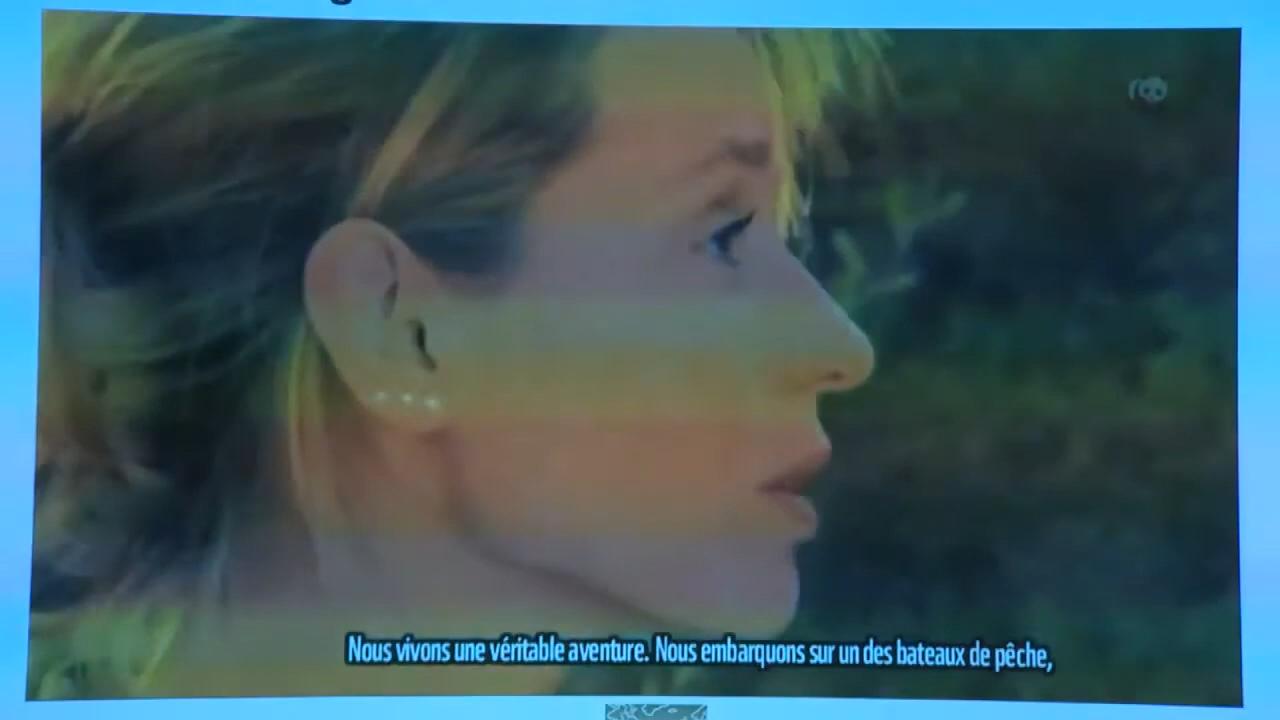 Nous vivons une véritable aventure. Nous embarquons sur un des bateaux de pêche,